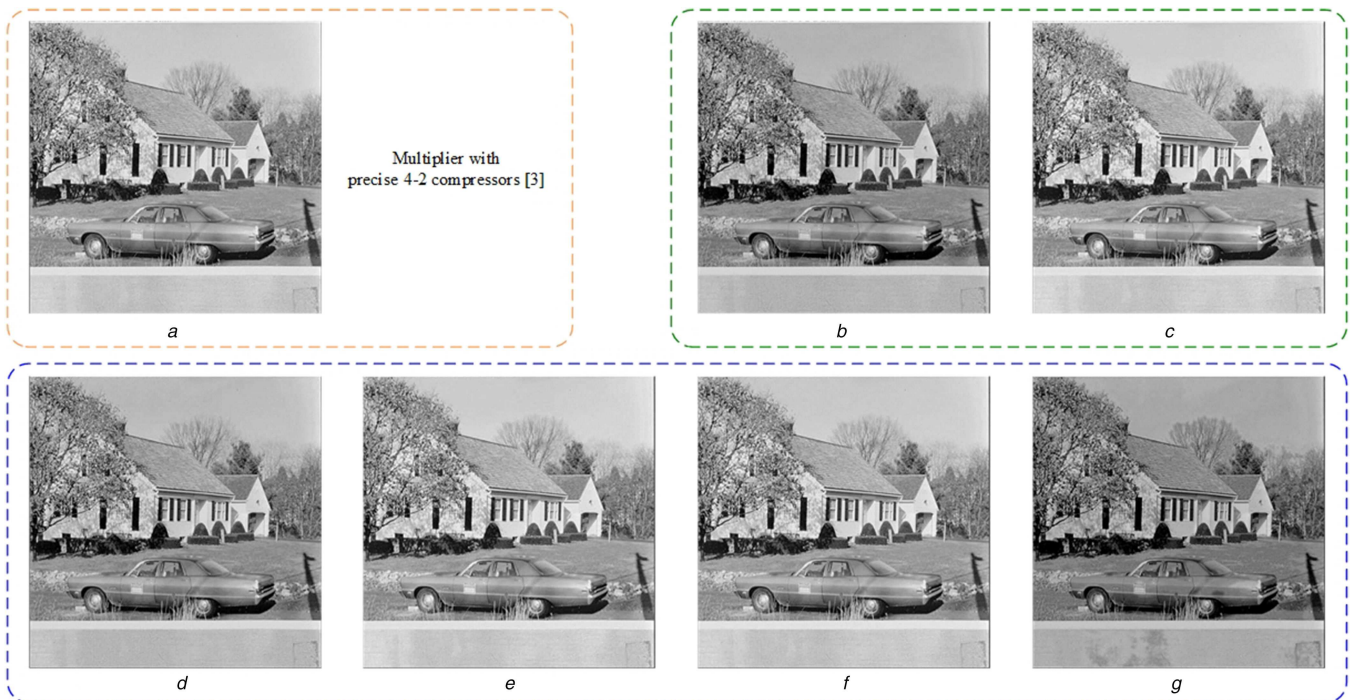 Multiplier with
precise 4-2 compressors [3]
a
b
c
d
e
f
g